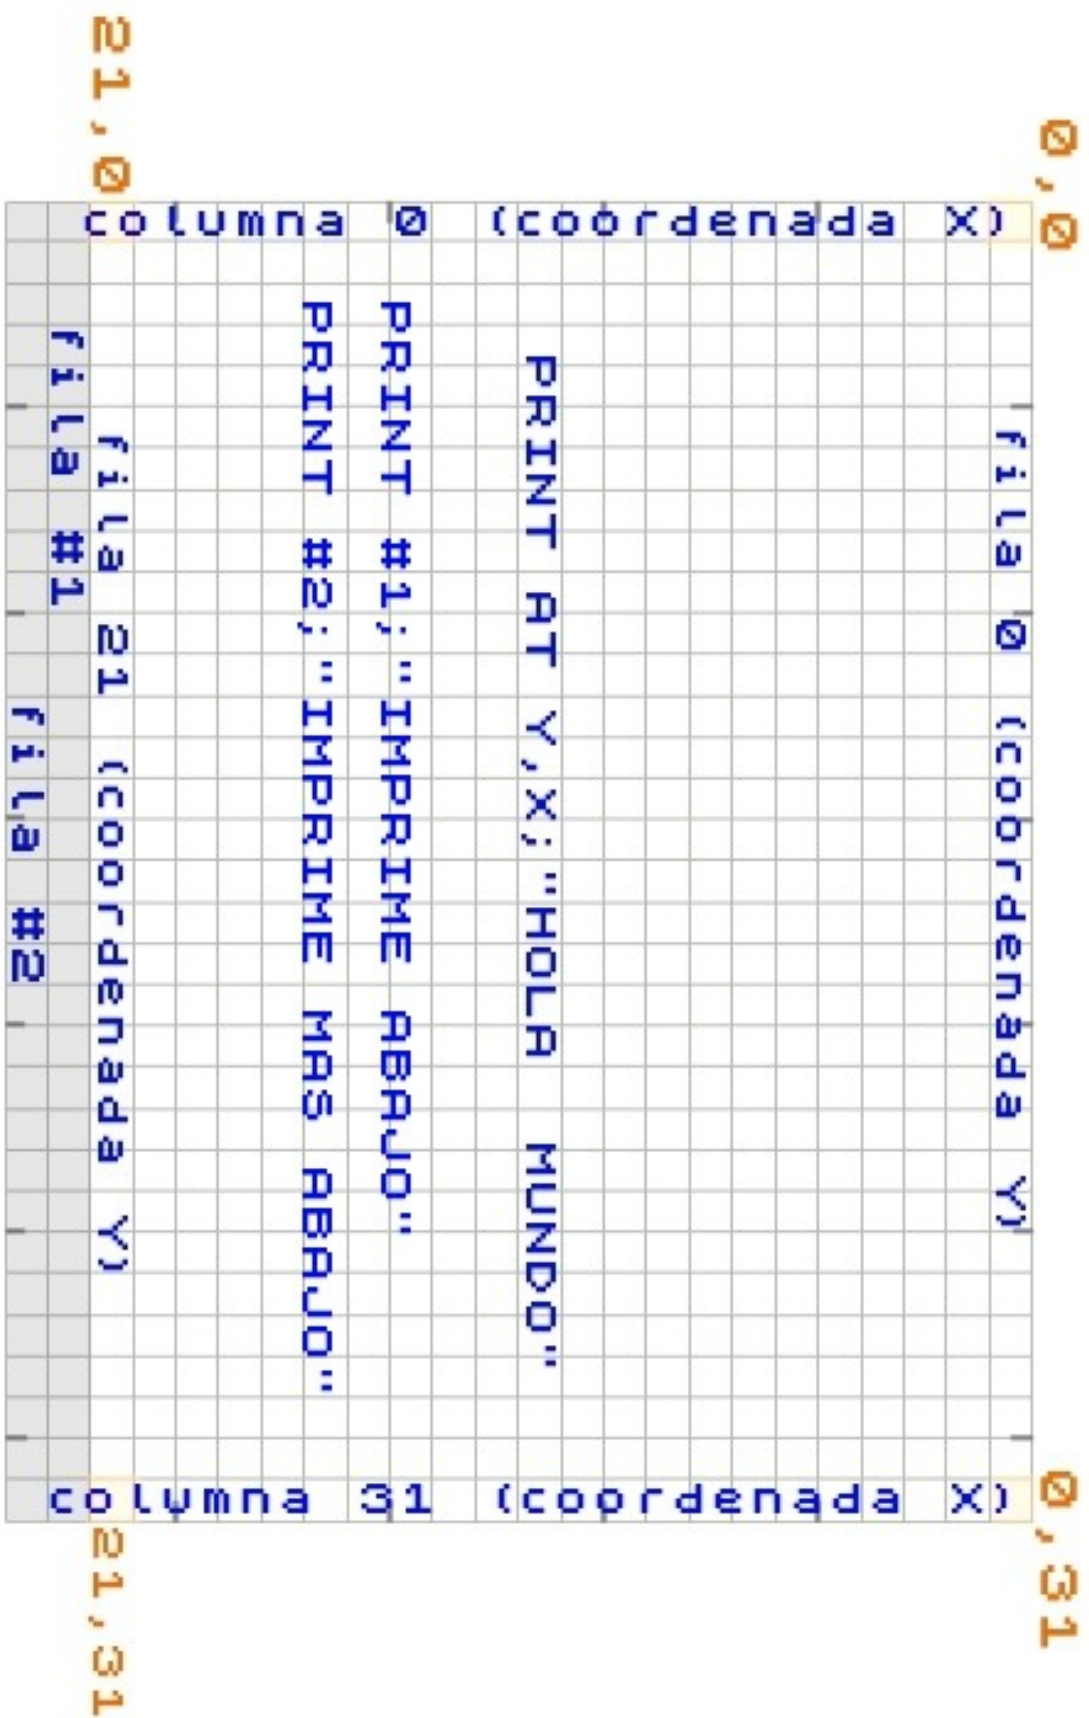 0,0
0,31
fila 0 (coordenada Y)
columna 0 (coordenada X)
columna 31 (coordenada X)
PRINT AT Y,X;"HOLA MUNDO"
PRINT #1;"IMPRIME ABAJO"
PRINT #2;"IMPRIME MAS ABAJO"
21,0
fila 21 (coordenada Y)
21,31
fila #1
fila #2